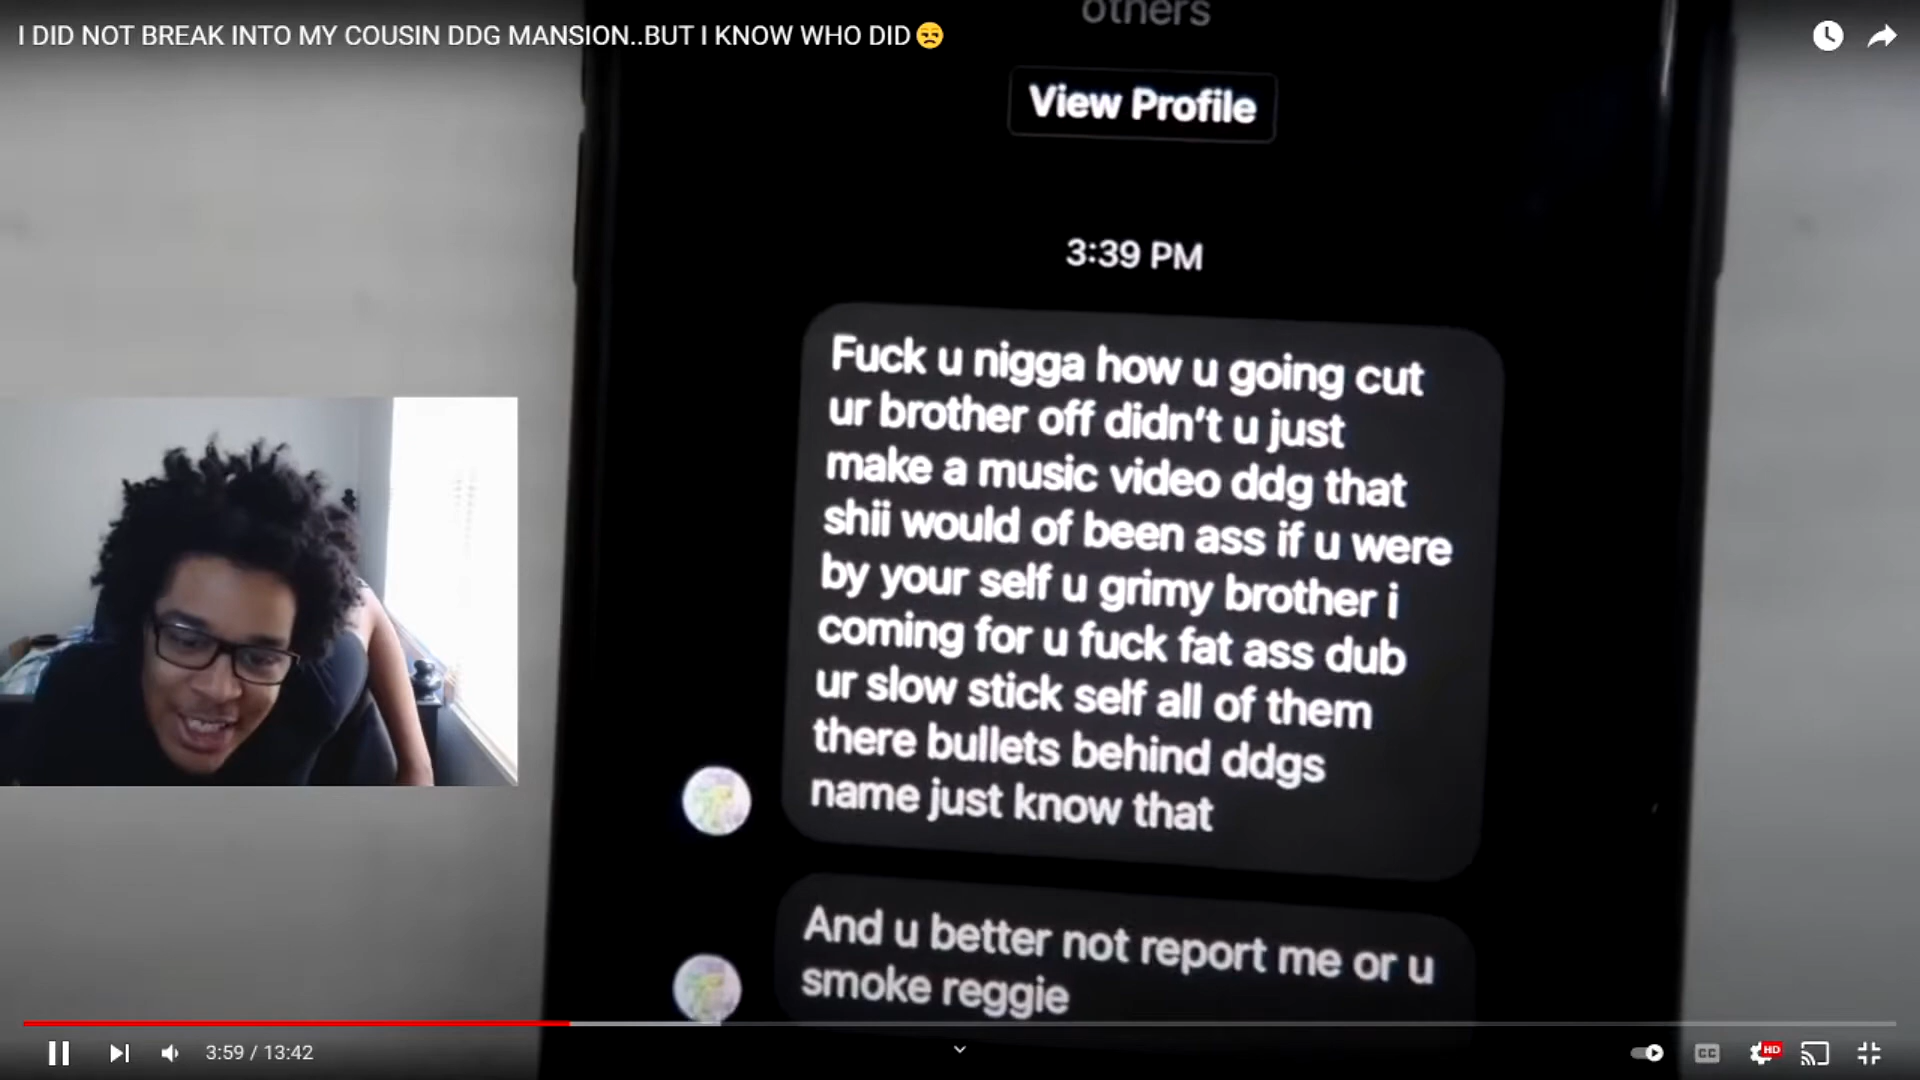 I DID NOT BREAK INTO MY COUSIN DDG MANSION..BUT I KNOW WHO DID😒
others
View Profile
3:39 PM
Fuck u nigga how u going cut
ur brother off didn't u just
make a music video ddg that
shii would of been ass if u were
by your self u grimy brother i
coming for u fuck fat ass dub
ur slow stick self all of them
there bullets behind ddgs
name just know that
And u better not report me or u
smoke reggie
3:59 / 13:42
CC
HD